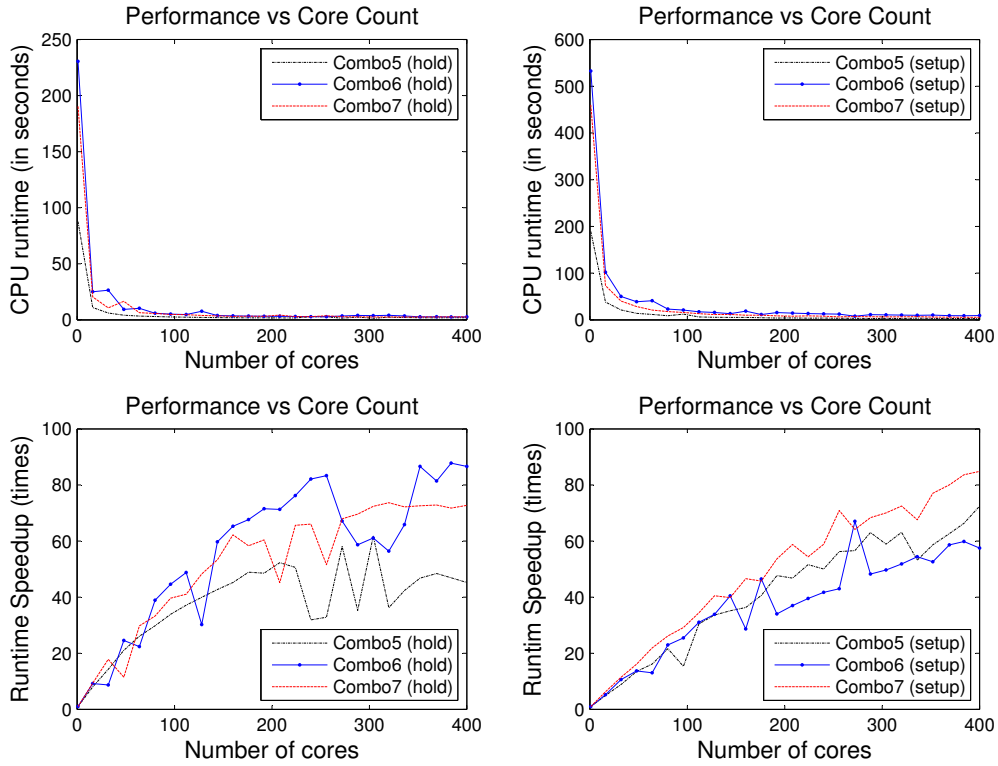 Performance vs Core Count
CPU runtime (in seconds)
250
200
150
100
50
0
Combo5 (hold)
Combo6 (hold)
Combo7 (hold)
0 100 200 300 400
Number of cores
Performance vs Core Count
CPU runtime (in seconds)
600
500
400
300
200
100
0
Combo5 (setup)
Combo6 (setup)
Combo7 (setup)
0 100 200 300 400
Number of cores
Performance vs Core Count
Runtime Speedup (times)
100
80
60
40
20
0
Combo5 (hold)
Combo6 (hold)
Combo7 (hold)
0 100 200 300 400
Number of cores
Performance vs Core Count
Runtim Speedup (times)
100
80
60
40
20
0
Combo5 (setup)
Combo6 (setup)
Combo7 (setup)
0 100 200 300 400
Number of cores